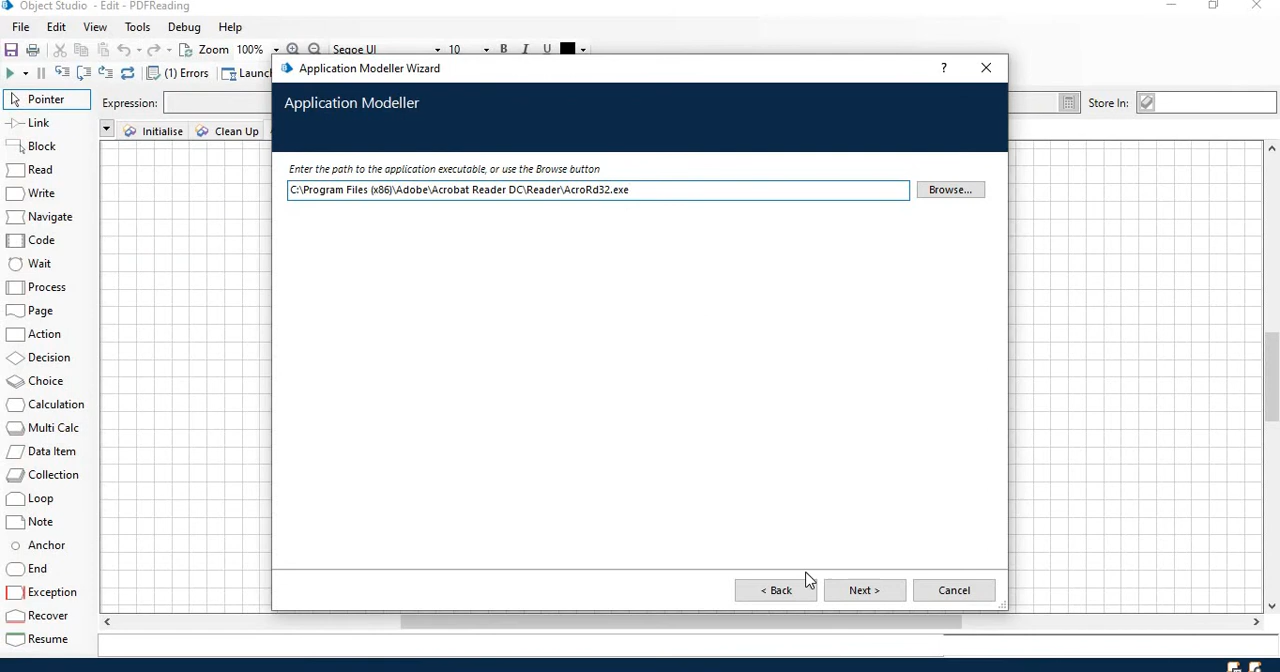 Object Studio - Edit - PDFReading
File Edit View Tools Debug Help
Zoom 100% Segoe UI 10 B I U
(1) Errors Launch
Application Modeller Wizard
?
Application Modeller
Pointer
Expression:
Store In:
Link
Initialise Clean Up
Block
Read
Enter the path to the application executable, or use the Browse button
Write
C:\Program Files (x86)\Adobe\Acrobat Reader DC\Reader\AcroRd32.exe
Browse...
Navigate
Code
Wait
Process
Page
Action
Decision
Choice
Calculation
Multi Calc
Data Item
Collection
Loop
Note
Anchor
End
Exception
< Back Next > Cancel
Recover
Resume